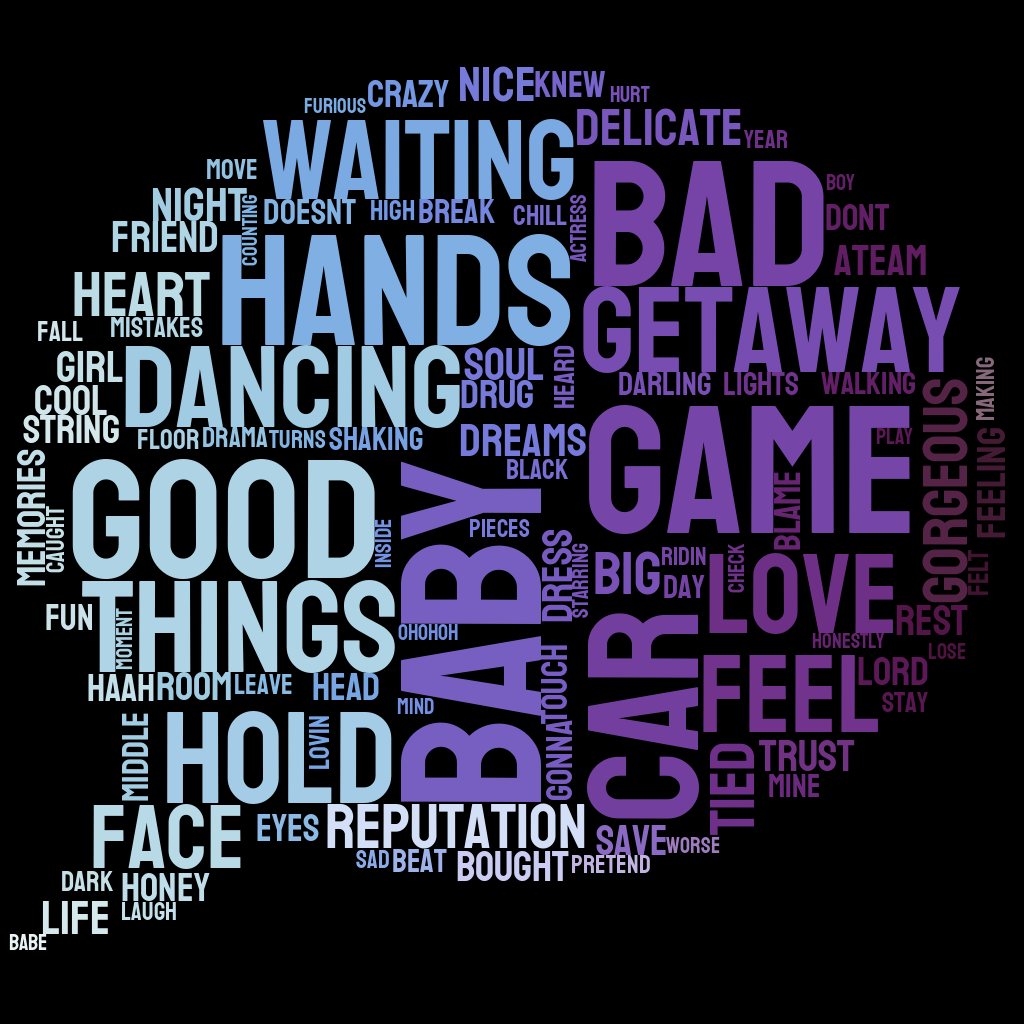 NICE
KNEW
CRAZY
FURIOUS
HURT
DELICATE
YEAR
WAITING
MOVE
BAD
BOY
NIGHT
COUNTING
DOESNT
HIGH
BREAK
CHILL
ACTRESS
DONT
FRIEND
HANDS
ATEAM
HEART
GETAWAY
FALL
MISTAKES
DANCING
SOUL
HEARD
GIRL
DRUG
DARLING
LIGHTS
WALKING
MAKING
COOL
GORGEOUS
STRING
FLOOR
DRAMA
TURNS
SHAKING
DREAMS
GAME
PLAY
FEELING
MEMORIES
GOOD
BABY
BLACK
BLAME
CAUGHT
INSIDE
PIECES
DRESS
STARRING
BIG
RIDIN
CHECK
LOVE
FELT
DAY
THINGS
FUN
MOMENT
OHOHOH
CAR
REST
HONESTLY
LOSE
HAAH
ROOM
LEAVE
HEAD
TOUCH
FEEL
LORD
STAY
MIND
MIDDLE
HOLD
LOVIN
GONNA
TIED
TRUST
MINE
FACE
EYES
REPUTATION
SAVE
WORSE
SAD
BEAT
BOUGHT
PRETEND
DARK
HONEY
LIFE
LAUGH
BABE